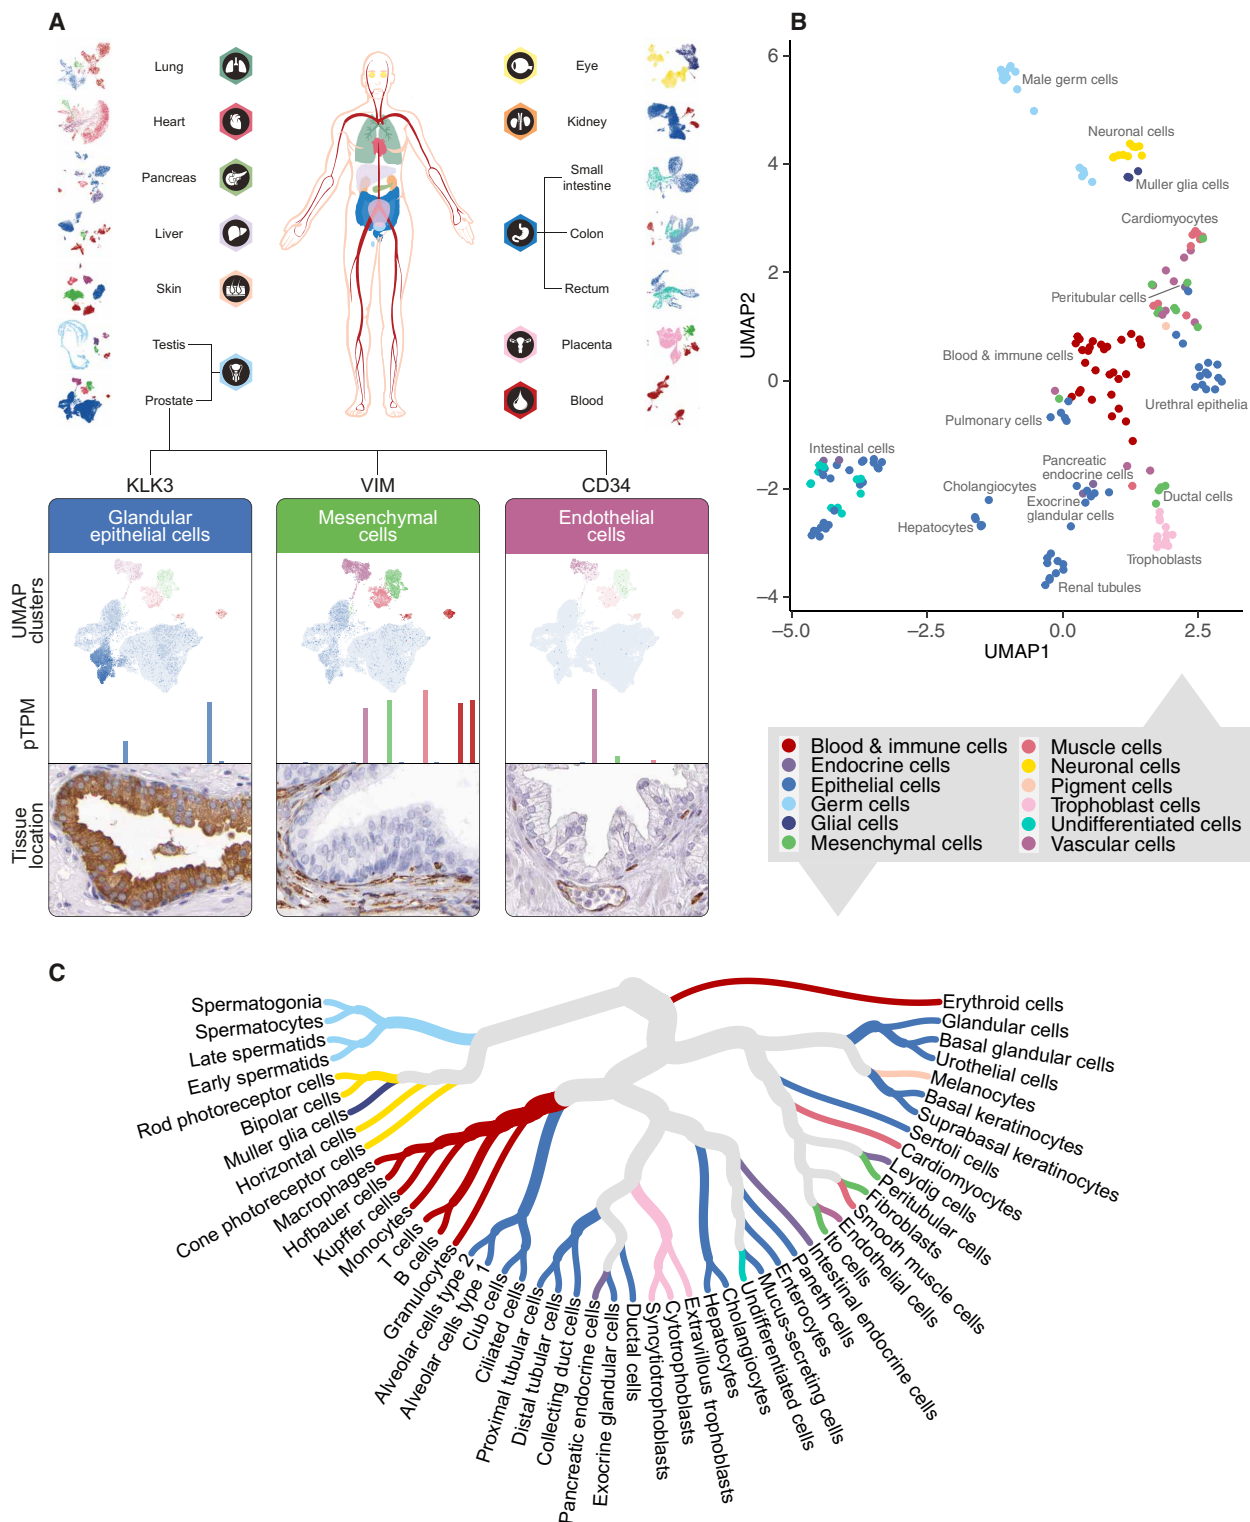 A
Lung
Heart
Pancreas
Liver
Skin
Testis
Prostate
Eye
Kidney
Small
intestine
Colon
Rectum
Placenta
Blood
KLK3
VIM
CD34
Glandular
epithelial cells
Mesenchymal
cells
Endothelial
cells
UMAP
clusters
pTPM
Tissue
location
B
6
4
2
0
−2
−4
UMAP2
−5.0
−2.5
0.0
2.5
UMAP1
Male germ cells
Neuronal cells
Muller glia cells
Cardiomyocytes
Peritubular cells
Blood & immune cells
Urethral epithelia
Pulmonary cells
Intestinal cells
Pancreatic
endocrine cells
Cholangiocytes
Exocrine
glandular cells
Ductal cells
Hepatocytes
Trophoblasts
Renal tubules
Blood & immune cells
Endocrine cells
Epithelial cells
Germ cells
Glial cells
Mesenchymal cells
Muscle cells
Neuronal cells
Pigment cells
Trophoblast cells
Undifferentiated cells
Vascular cells
C
Spermatogonia
Spermatocytes
Late spermatids
Early spermatids
Rod photoreceptor cells
Bipolar cells
Muller glia cells
Horizontal cells
Cone photoreceptor cells
Macrophages
Hofbauer cells
Kupffer cells
Monocytes
T cells
B cells
Granulocytes
Alveolar cells type 2
Alveolar cells type 1
Club cells
Ciliated cells
Proximal tubular cells
Distal tubular cells
Collecting duct cells
Pancreatic endocrine cells
Exocrine glandular cells
Ductal cells
Syncytiotrophoblasts
Cytotrophoblasts
Extravillous trophoblasts
Hepatocytes
Cholangiocytes
Undifferentiated cells
Mucus-secreting cells
Enterocytes
Paneth cells
Intestinal endocrine cells
Ito cells
Endothelial cells
Smooth muscle cells
Fibroblasts
Peritubular cells
Leydig cells
Cardiomyocytes
Sertoli cells
Suprabasal keratinocytes
Basal keratinocytes
Melanocytes
Urothelial cells
Basal glandular cells
Glandular cells
Erythroid cells